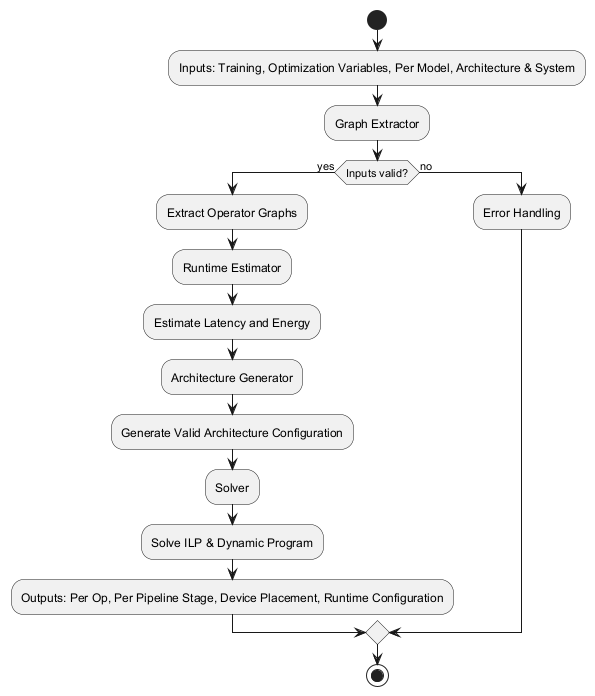 Inputs: Training, Optimization Variables, Per Model, Architecture & System
Graph Extractor
yes
Inputs valid?
no
Extract Operator Graphs
Error Handling
Runtime Estimator
Estimate Latency and Energy
Architecture Generator
Generate Valid Architecture Configuration
Solver
Solve ILP & Dynamic Program
Outputs: Per Op, Per Pipeline Stage, Device Placement, Runtime Configuration